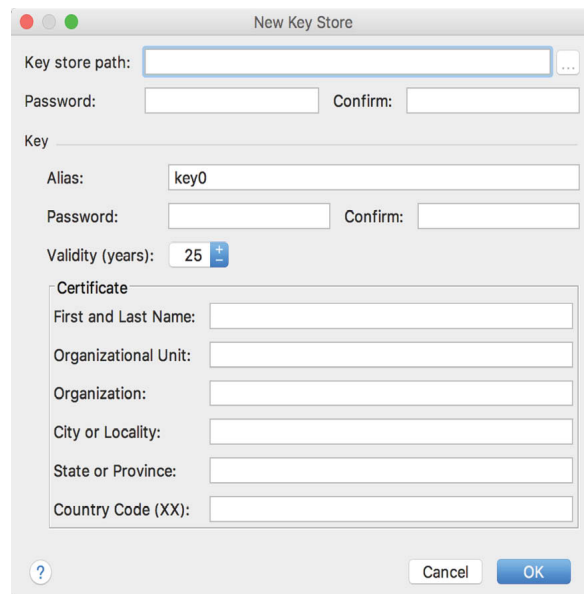 New Key Store
Key store path: ...
Password: Confirm:
Key
Alias: key0
Password: Confirm:
Validity (years): 25 + −
Certificate
First and Last Name:
Organizational Unit:
Organization:
City or Locality:
State or Province:
Country Code (XX):
? Cancel OK